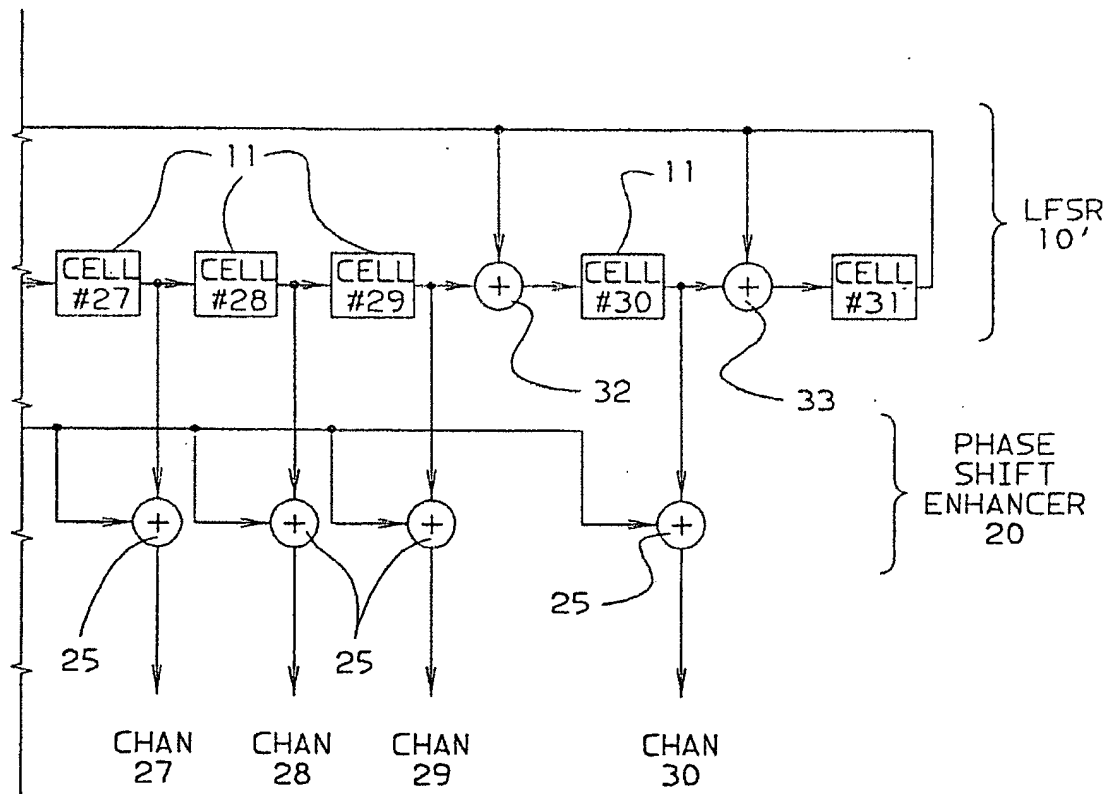 11
11
LFSR
10'
CELL
#27
CELL
#28
CELL
#29
+
CELL
#30
+
CELL
#31
32
33
PHASE
SHIFT
ENHANCER
20
+
+
+
+
25
25
25
CHAN
27
CHAN
28
CHAN
29
CHAN
30